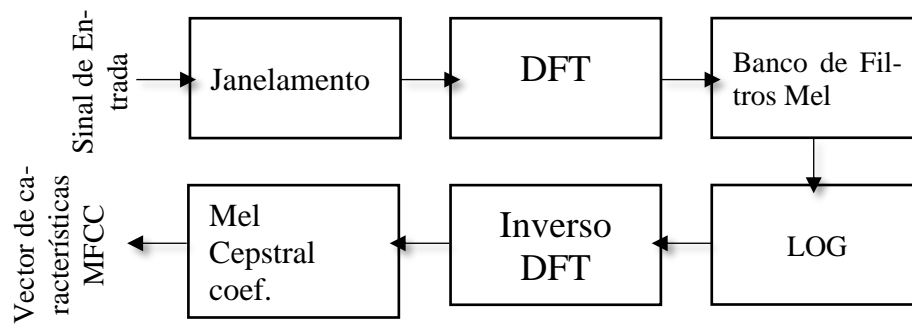 Sinal de En-
trada
Janelamento
DFT
Banco de Fil-
tros Mel
LOG
Inverso
DFT
Mel
Cepstral
coef.
Vector de ca-
racterísticas
MFCC